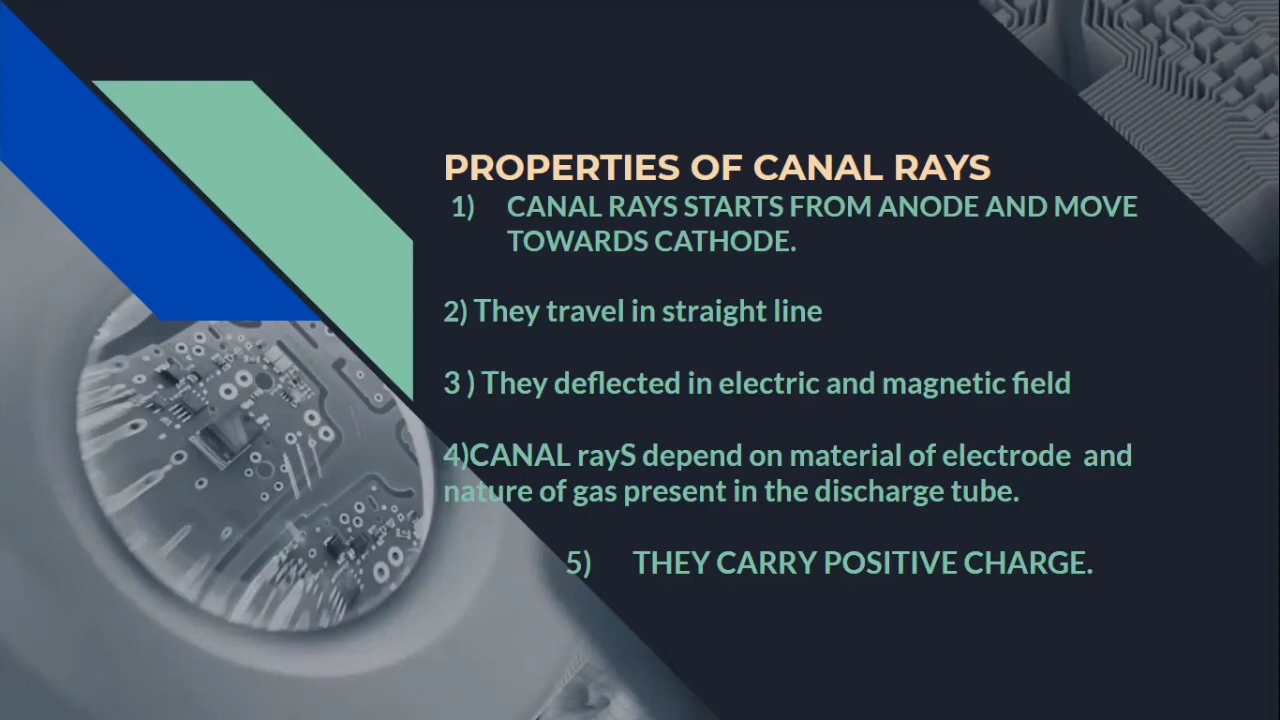 PROPERTIES OF CANAL RAYS
1) CANAL RAYS STARTS FROM ANODE AND MOVE
TOWARDS CATHODE.
2) They travel in straight line
3 ) They deflected in electric and magnetic field
4)CANAL rayS depend on material of electrode and
nature of gas present in the discharge tube.
5) THEY CARRY POSITIVE CHARGE.